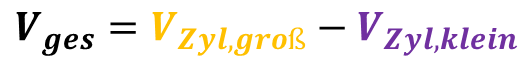 V_ges = V_Zyl,groß − V_Zyl,klein